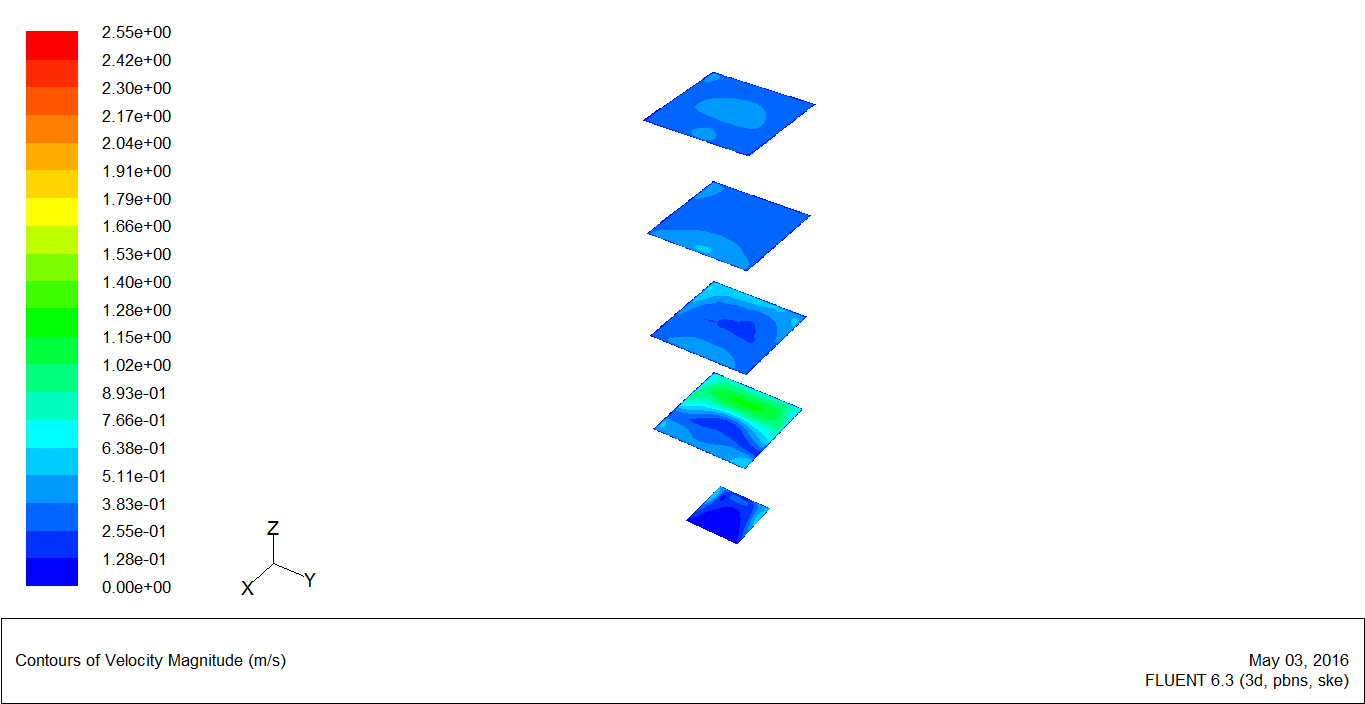 2.55e+00
2.42e+00
2.30e+00
2.17e+00
2.04e+00
1.91e+00
1.79e+00
1.66e+00
1.53e+00
1.40e+00
1.28e+00
1.15e+00
1.02e+00
8.93e-01
7.66e-01
6.38e-01
5.11e-01
3.83e-01
2.55e-01
1.28e-01
0.00e+00
Z
Y
X
Contours of Velocity Magnitude (m/s)
May 03, 2016
FLUENT 6.3 (3d, pbns, ske)